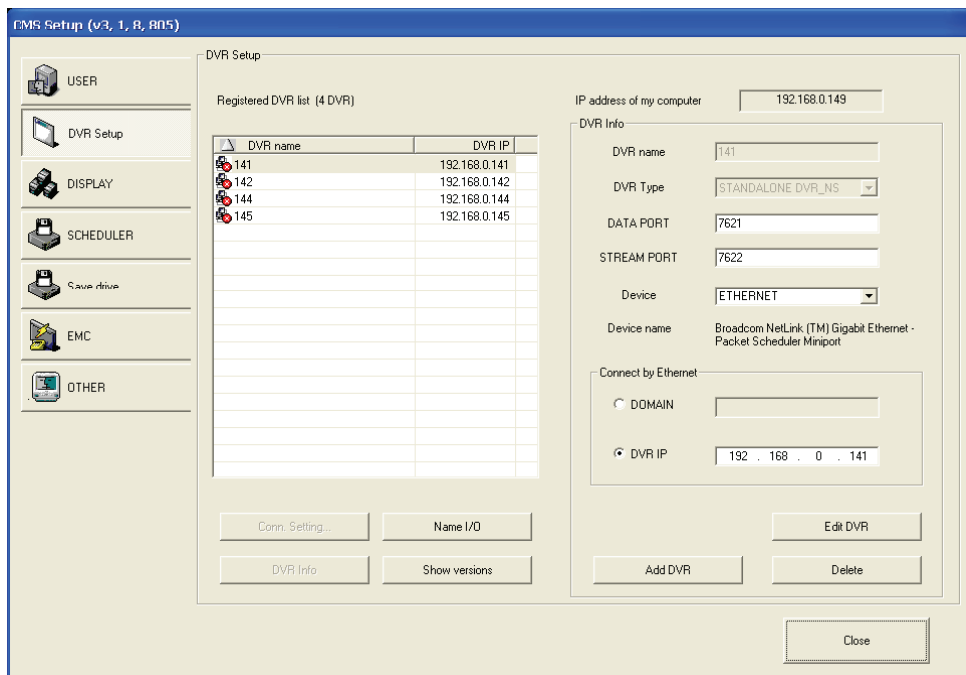 CMS Setup (v3, 1, 8, 805)
USER
DVR Setup
DISPLAY
SCHEDULER
Save drive
EMC
OTHER
DVR Setup
Registered DVR list (4 DVR)
DVR name DVR IP
141 192.168.0.141
142 192.168.0.142
144 192.168.0.144
145 192.168.0.145
Conn. Setting... Name I/O
DVR Info Show versions
IP address of my computer 192.168.0.149
DVR Info
DVR name 141
DVR Type STANDALONE DVR_NS
DATA PORT 7621
STREAM PORT 7622
Device ETHERNET
Device name Broadcom NetLink (TM) Gigabit Ethernet -
Packet Scheduler Miniport
Connect by Ethernet
DOMAIN
DVR IP 192 . 168 . 0 . 141
Edit DVR
Add DVR Delete
Close